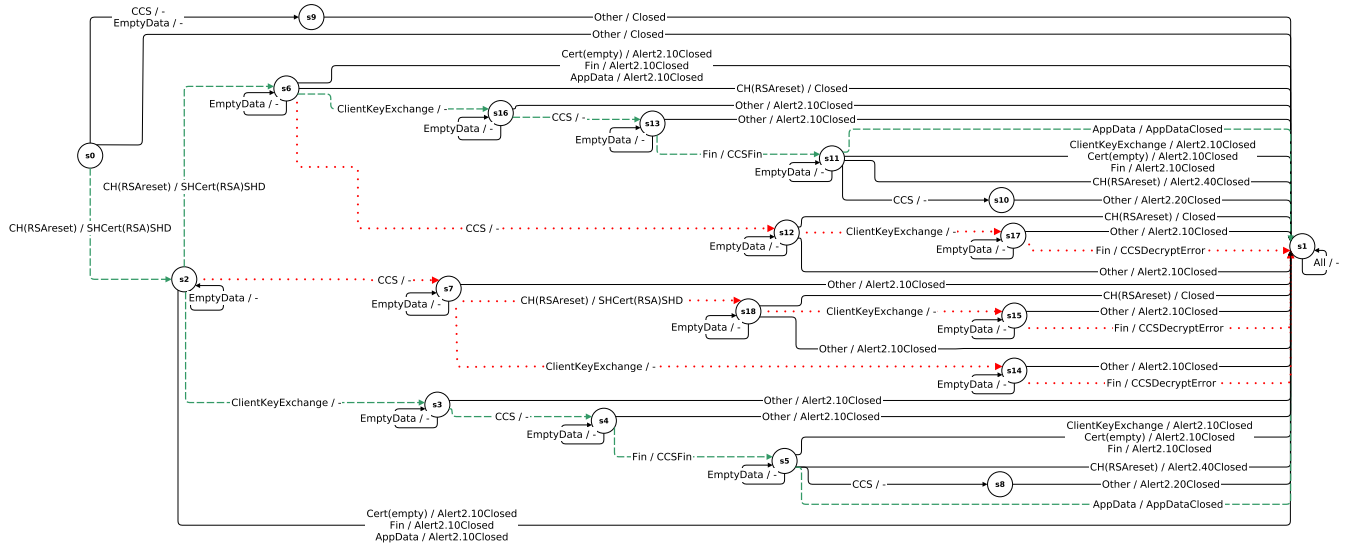 CCS / -
EmptyData / -
s9
Other / Closed
Other / Closed
Cert(empty) / Alert2.10Closed
Fin / Alert2.10Closed
AppData / Alert2.10Closed
s6
CH(RSAreset) / Closed
EmptyData / -
ClientKeyExchange / -
s16
Other / Alert2.10Closed
EmptyData / -
CCS / -
s13
Other / Alert2.10Closed
EmptyData / -
AppData / AppDataClosed
s0
Fin / CCSFin
s11
ClientKeyExchange / Alert2.10Closed
Cert(empty) / Alert2.10Closed
Fin / Alert2.10Closed
EmptyData / -
CH(RSAreset) / Alert2.40Closed
CH(RSAreset) / SHCert(RSA)SHD
CCS / -
s10
Other / Alert2.20Closed
CH(RSAreset) / SHCert(RSA)SHD
CCS / -
s12
CH(RSAreset) / Closed
EmptyData / -
ClientKeyExchange / -
s17
Other / Alert2.10Closed
EmptyData / -
Fin / CCSDecryptError
s1
All / -
Other / Alert2.10Closed
s2
EmptyData / -
CCS / -
s7
Other / Alert2.10Closed
EmptyData / -
CH(RSAreset) / SHCert(RSA)SHD
s18
CH(RSAreset) / Closed
EmptyData / -
ClientKeyExchange / -
s15
Other / Alert2.10Closed
EmptyData / -
Fin / CCSDecryptError
Other / Alert2.10Closed
ClientKeyExchange / -
s14
Other / Alert2.10Closed
EmptyData / -
Fin / CCSDecryptError
ClientKeyExchange / -
s3
Other / Alert2.10Closed
EmptyData / -
CCS / -
s4
Other / Alert2.10Closed
EmptyData / -
Fin / CCSFin
s5
ClientKeyExchange / Alert2.10Closed
Cert(empty) / Alert2.10Closed
Fin / Alert2.10Closed
EmptyData / -
CH(RSAreset) / Alert2.40Closed
CCS / -
s8
Other / Alert2.20Closed
AppData / AppDataClosed
Cert(empty) / Alert2.10Closed
Fin / Alert2.10Closed
AppData / Alert2.10Closed